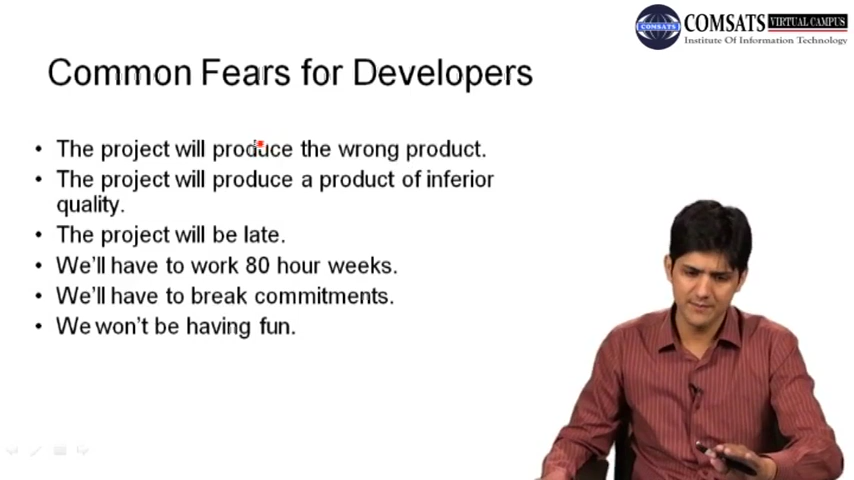 COMSATS VIRTUAL CAMPUS
COMSATS
Institute Of Information Technology
Common Fears for Developers
• The project will produce the wrong product.
• The project will produce a product of inferior
quality.
• The project will be late.
• We'll have to work 80 hour weeks.
• We'll have to break commitments.
• We won't be having fun.